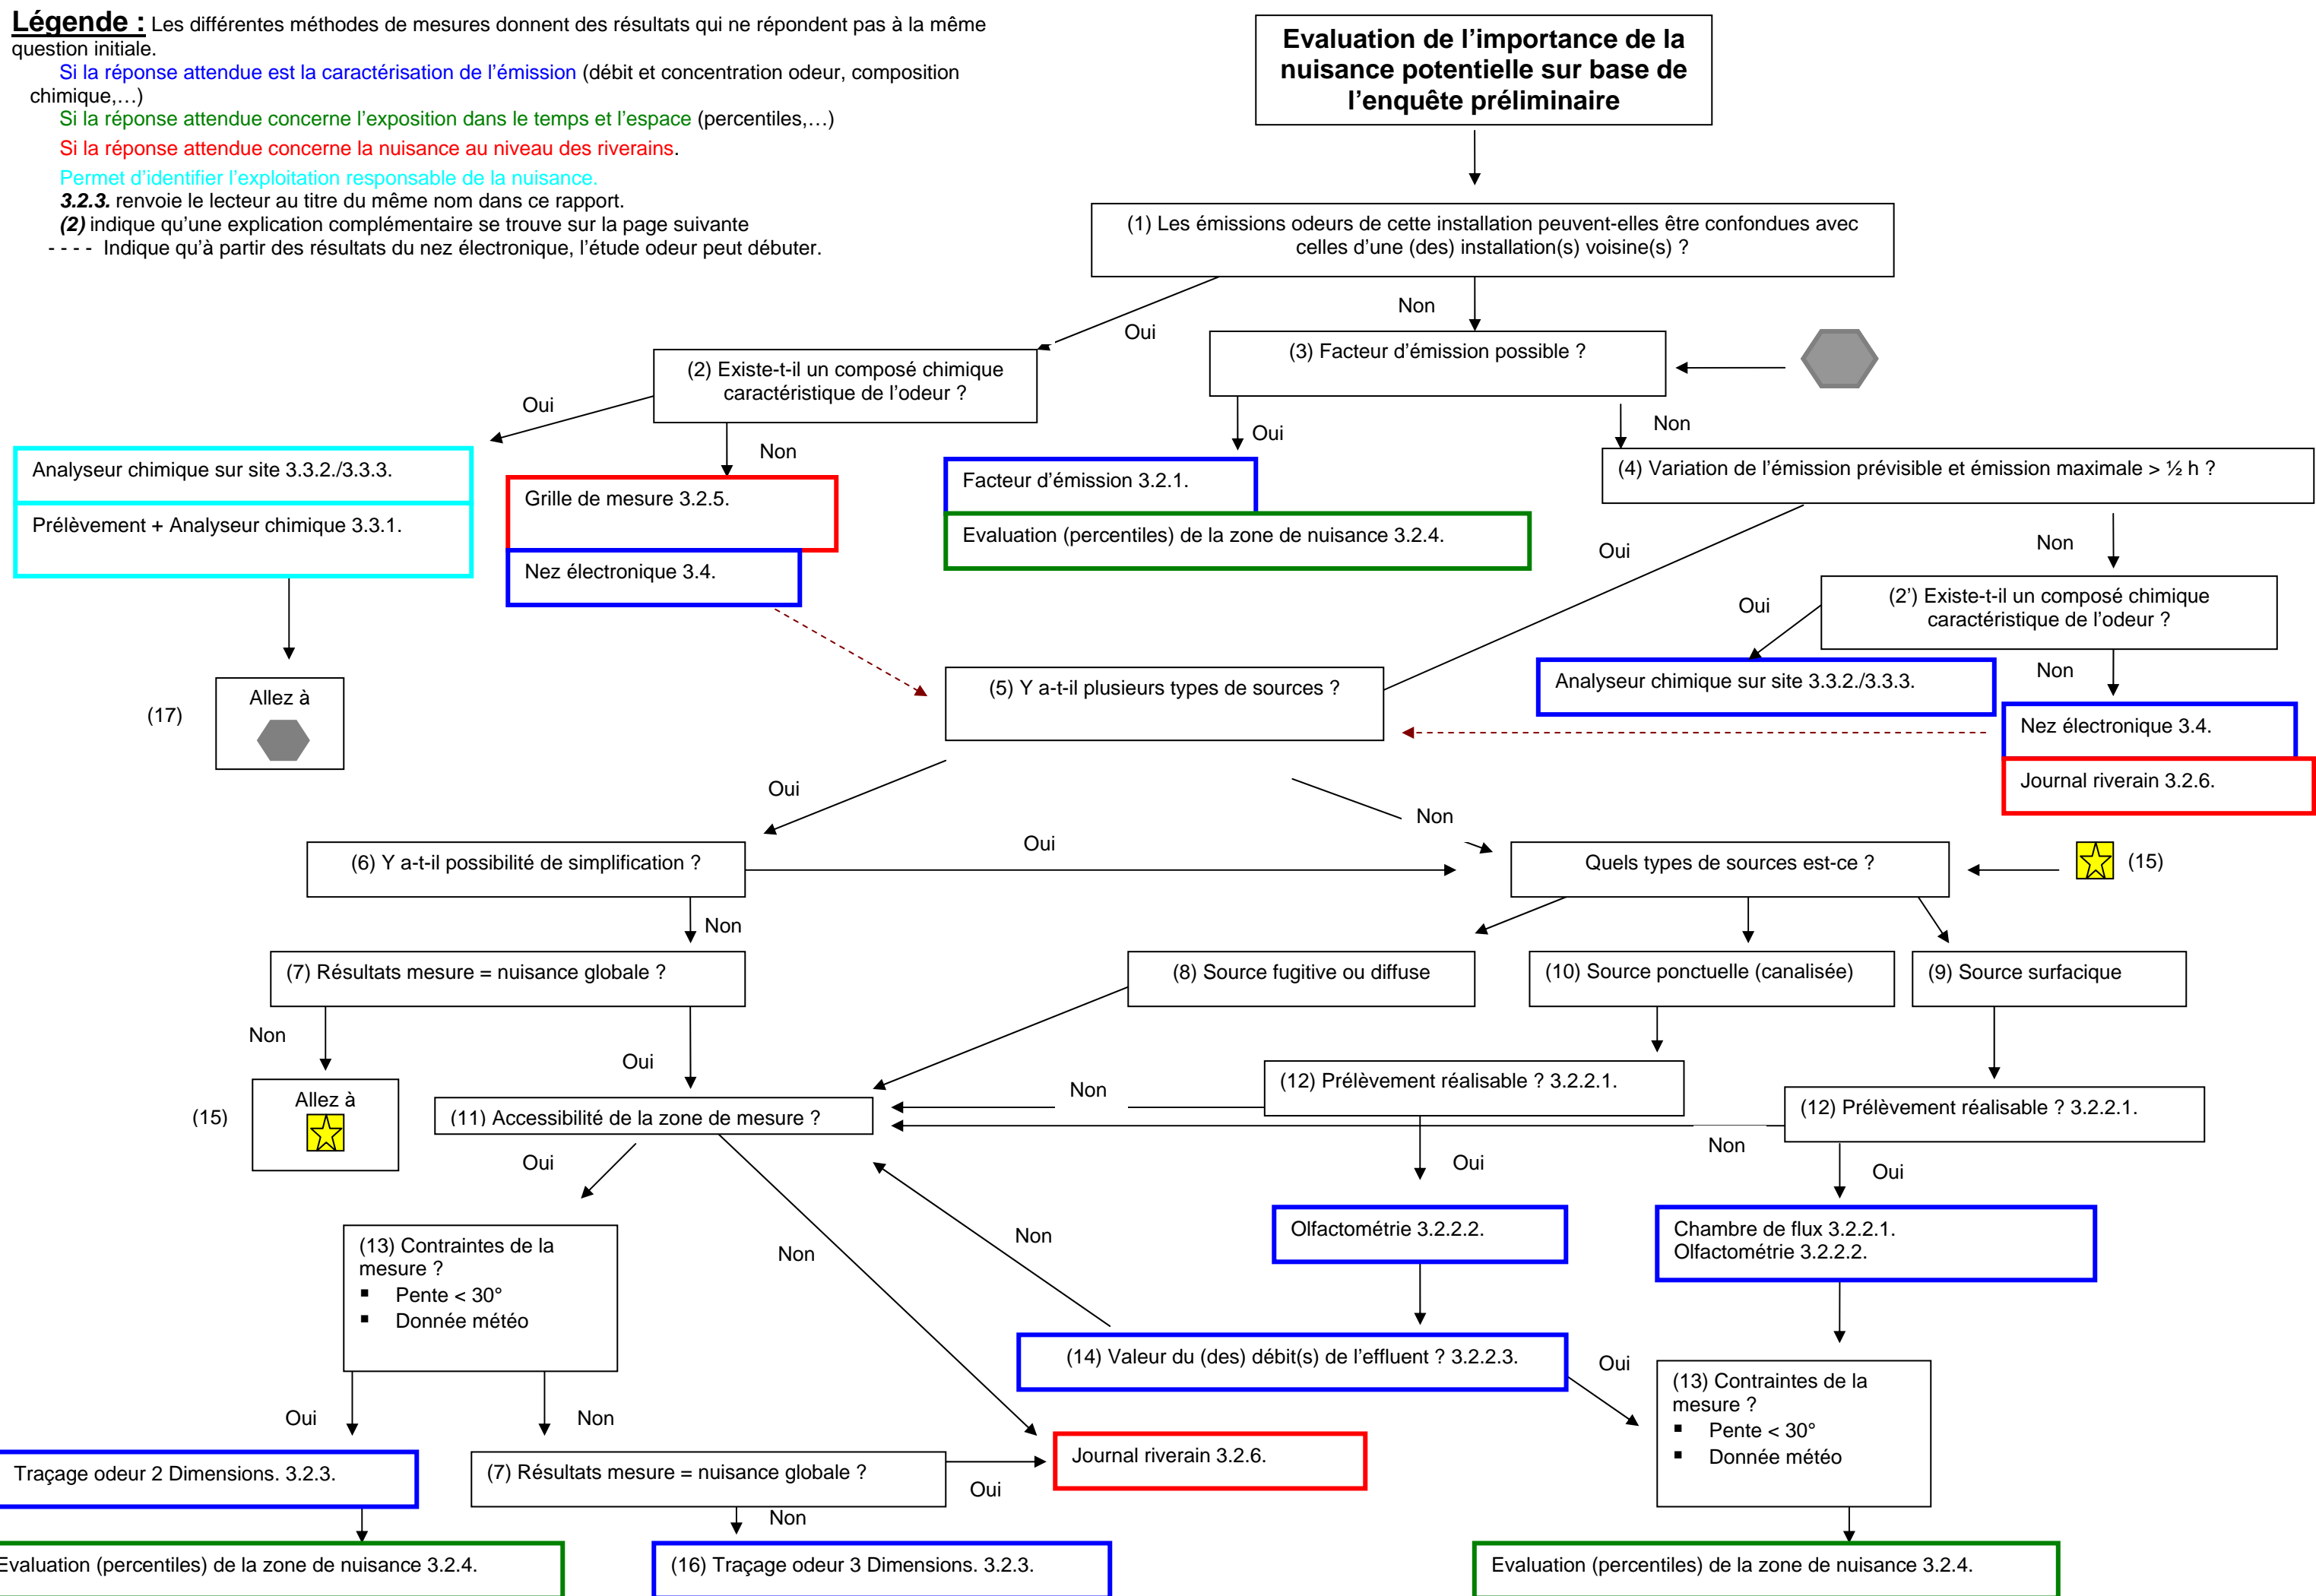 Légende : Les différentes méthodes de mesures donnent des résultats qui ne répondent pas à la même
question initiale.
Si la réponse attendue est la caractérisation de l'émission (débit et concentration odeur, composition
chimique,…)
Si la réponse attendue concerne l'exposition dans le temps et l'espace (percentiles,…)
Si la réponse attendue concerne la nuisance au niveau des riverains.
Permet d'identifier l'exploitation responsable de la nuisance.
3.2.3. renvoie le lecteur au titre du même nom dans ce rapport.
(2) indique qu'une explication complémentaire se trouve sur la page suivante
- - - - Indique qu'à partir des résultats du nez électronique, l'étude odeur peut débuter.
Evaluation de l'importance de la
nuisance potentielle sur base de
l'enquête préliminaire
(1) Les émissions odeurs de cette installation peuvent-elles être confondues avec
celles d'une (des) installation(s) voisine(s) ?
Oui
Non
(2) Existe-t-il un composé chimique
caractéristique de l'odeur ?
(3) Facteur d'émission possible ?
Oui
Non
Oui
Non
Analyseur chimique sur site 3.3.2./3.3.3.
Prélèvement + Analyseur chimique 3.3.1.
Grille de mesure 3.2.5.
Nez électronique 3.4.
Facteur d'émission 3.2.1.
Evaluation (percentiles) de la zone de nuisance 3.2.4.
(4) Variation de l'émission prévisible et émission maximale > ½ h ?
Oui
Non
(2') Existe-t-il un composé chimique
caractéristique de l'odeur ?
Oui
Non
(17)
Allez à
(5) Y a-t-il plusieurs types de sources ?
Analyseur chimique sur site 3.3.2./3.3.3.
Nez électronique 3.4.
Journal riverain 3.2.6.
Oui
Non
(6) Y a-t-il possibilité de simplification ?
Oui
Quels types de sources est-ce ?
(15)
Non
(7) Résultats mesure = nuisance globale ?
(8) Source fugitive ou diffuse
(10) Source ponctuelle (canalisée)
(9) Source surfacique
Non
Oui
(15)
Allez à
(11) Accessibilité de la zone de mesure ?
Non
(12) Prélèvement réalisable ? 3.2.2.1.
(12) Prélèvement réalisable ? 3.2.2.1.
Non
Oui
Oui
Oui
Non
Non
(13) Contraintes de la
mesure ?
▪ Pente < 30°
▪ Donnée météo
Olfactométrie 3.2.2.2.
Chambre de flux 3.2.2.1.
Olfactométrie 3.2.2.2.
(14) Valeur du (des) débit(s) de l'effluent ? 3.2.2.3.
Oui
(13) Contraintes de la
mesure ?
▪ Pente < 30°
▪ Donnée météo
Oui
Non
Traçage odeur 2 Dimensions. 3.2.3.
(7) Résultats mesure = nuisance globale ?
Oui
Journal riverain 3.2.6.
Non
Evaluation (percentiles) de la zone de nuisance 3.2.4.
(16) Traçage odeur 3 Dimensions. 3.2.3.
Evaluation (percentiles) de la zone de nuisance 3.2.4.